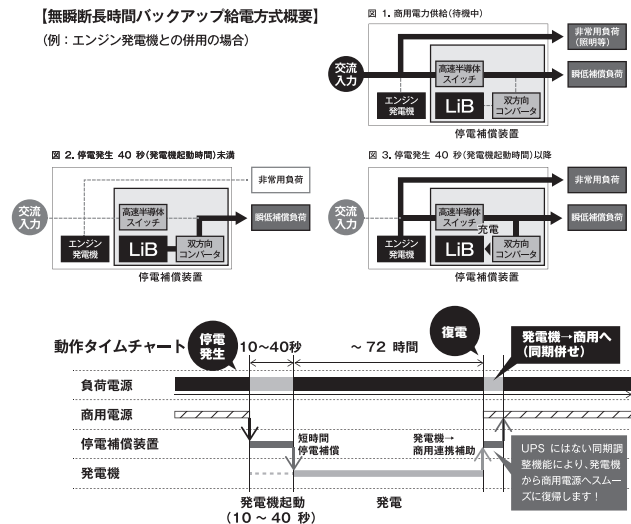 【無瞬断長時間バックアップ給電方式概要】
(例：エンジン発電機との併用の場合)
図 1. 商用電力供給(待機中)
交流
入力
エンジン
発電機
高速半導体
スイッチ
LiB
双方向
コンバータ
停電補償装置
非常用負荷
(照明等)
瞬低補償負荷
図 2. 停電発生 40 秒(発電機起動時間)未満
交流
入力
エンジン
発電機
高速半導体
スイッチ
LiB
双方向
コンバータ
停電補償装置
非常用負荷
瞬低補償負荷
図 3. 停電発生 40 秒(発電機起動時間)以降
交流
入力
エンジン
発電機
高速半導体
スイッチ
充電
LiB
双方向
コンバータ
停電補償装置
非常用負荷
瞬低補償負荷
動作タイムチャート
停電
発生
10〜40秒
〜 72 時間
復電
発電機→商用へ
(同期併せ)
負荷電源
商用電源
停電補償装置
短時間
停電補償
発電機→
商用連携補助
発電機
発電機起動
(10 〜 40 秒)
発電
UPS にはない同期調
整機能により、発電機
から商用電源へスムー
ズに復帰します！